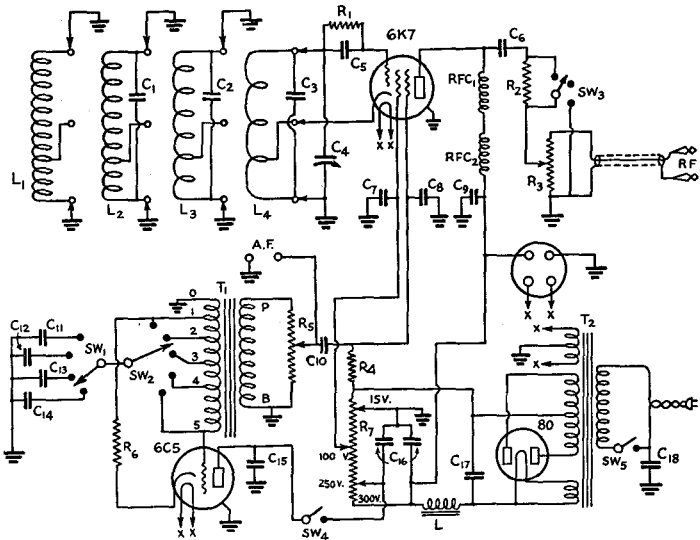 R1
6K7
C6
C5
RFC1
R2
SW3
C1
C2
C3
C4
X X
RFC2
R3
RF
L1
L2
L3
L4
C7
C8
C9
A.F.
X X
T1
T2
0
P
X
C12
C11
1
R5
2
SW1
SW2
3
C10
R4
X
C13
4
B
15V.
C14
R7
80
5
R6
6C5
100 V.
C16
C17
SW5
C18
C15
250V.
300V.
L
X X
SW4